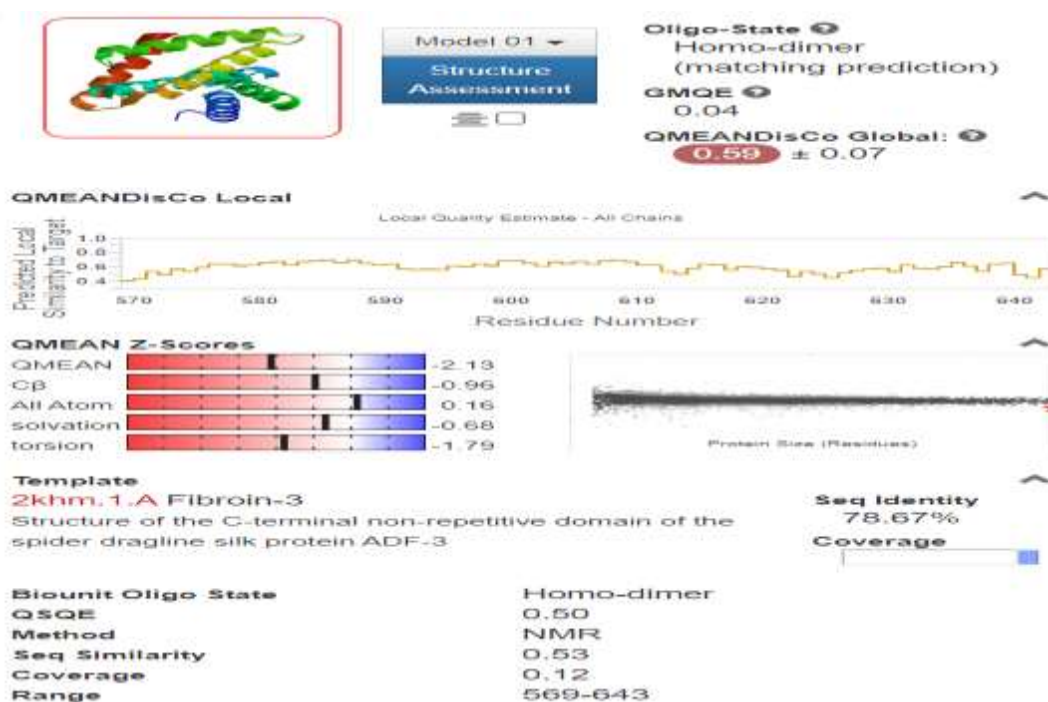 Model 01
Structure
Assessment
Oligo-State
Homo-dimer
(matching prediction)
GMQE
0.04
QMEANDisCo Global:
0.59 ± 0.07
QMEANDisCo Local
Local Quality Estimate - All Chains
Predicted Local
Similarity to Target
1.0
0.8
0.6
0.4
570 580 590 600 610 620 630 640
Residue Number
QMEAN Z-Scores
QMEAN -2.13
Cβ -0.96
All Atom 0.16
solvation -0.68
torsion -1.79
Protein Size (Residues)
Template
2khm.1.A Fibroin-3
Structure of the C-terminal non-repetitive domain of the
spider dragline silk protein ADF-3
Seq Identity
78.67%
Coverage
Biounit Oligo State Homo-dimer
QSQE 0.50
Method NMR
Seq Similarity 0.53
Coverage 0.12
Range 569-643